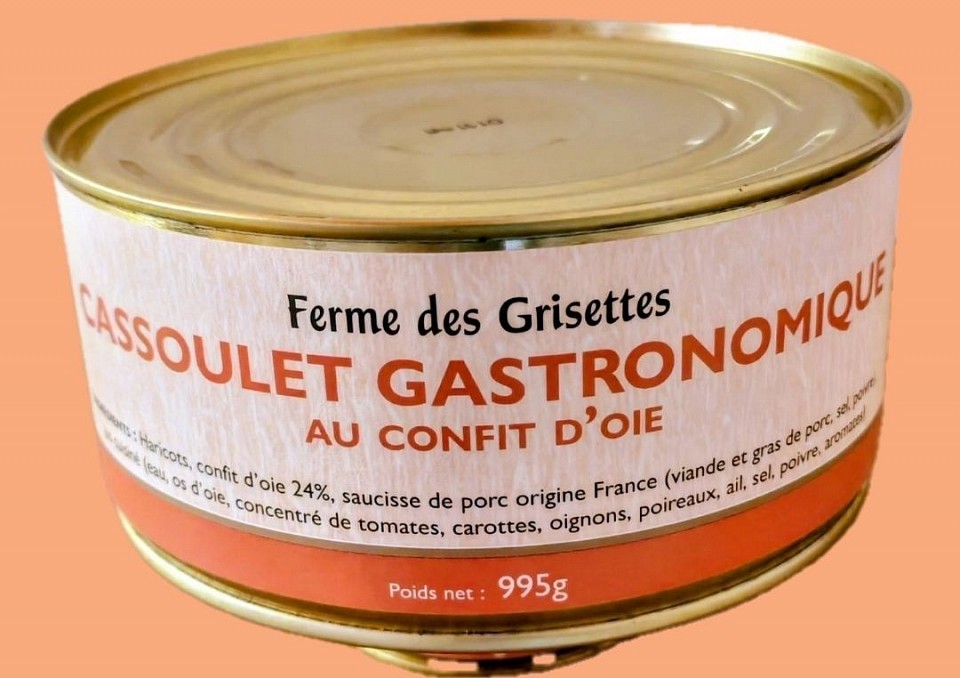 Ferme des Grisettes
CASSOULET GASTRONOMIQUE
AU CONFIT D'OIE
Haricots, confit d'oie 24%, saucisse de porc origine France (viande et gras de porc, sel, poivre,
cuisiné (eau, os d'oie, concentré de tomates, carottes, oignons, poireaux, ail, sel, poivre, aromates)
Poids net : 995g